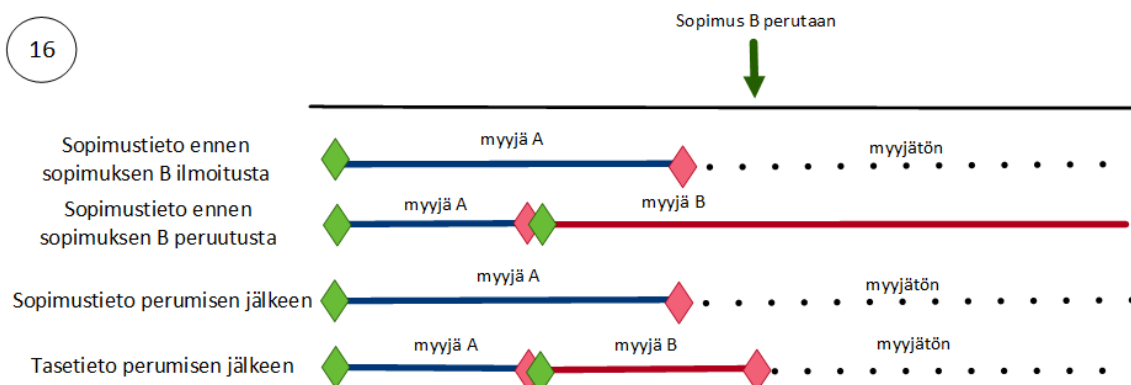 Sopimus B perutaan
16
Sopimustieto ennen
sopimuksen B ilmoitusta
myyjä A
myyjätön
Sopimustieto ennen
sopimuksen B peruutusta
myyjä A
myyjä B
Sopimustieto perumisen jälkeen
myyjä A
myyjätön
Tasetieto perumisen jälkeen
myyjä A
myyjä B
myyjätön